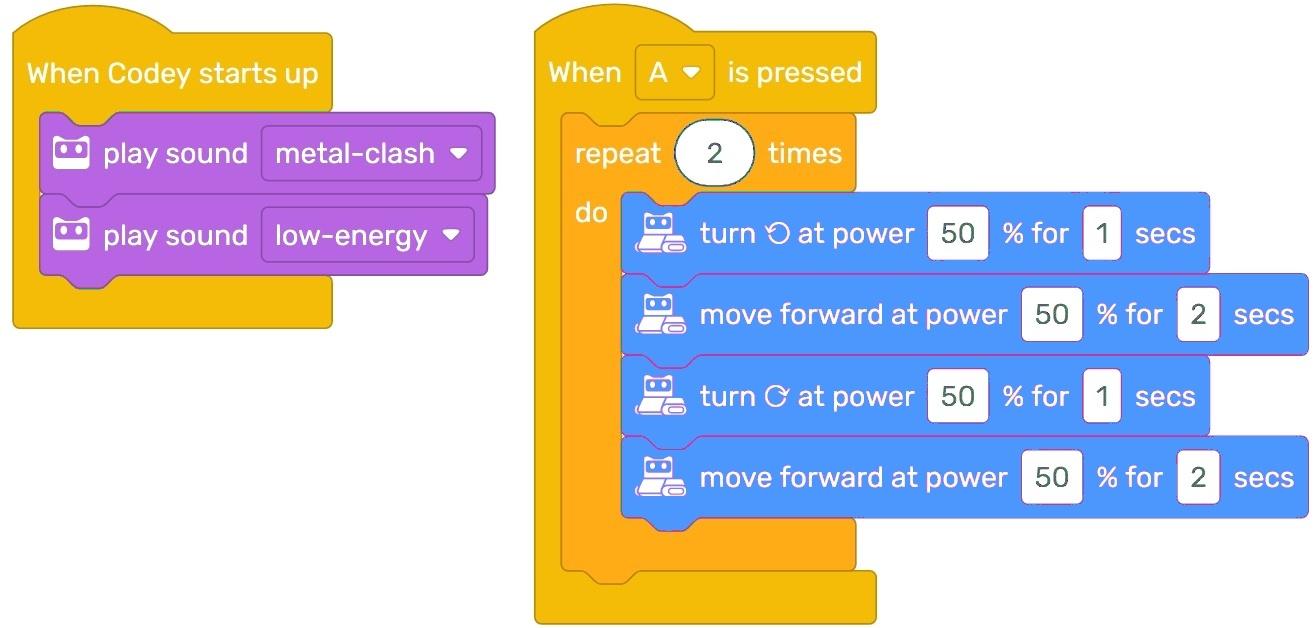 When Codey starts up
play sound metal-clash
play sound low-energy
When A is pressed
repeat 2 times
do
turn at power 50 % for 1 secs
move forward at power 50 % for 2 secs
turn at power 50 % for 1 secs
move forward at power 50 % for 2 secs